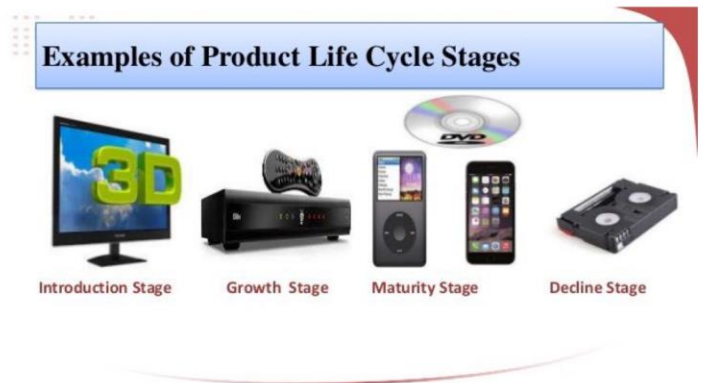 Examples of Product Life Cycle Stages
3D
DVD
Introduction Stage
Growth Stage
Maturity Stage
Decline Stage